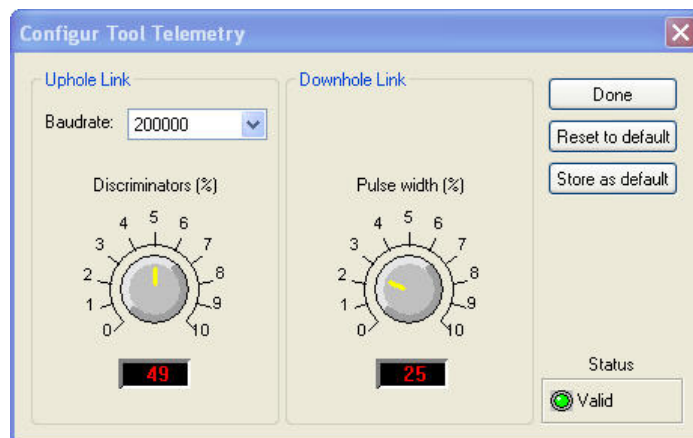 Configur Tool Telemetry
Uphole Link
Baudrate: 200000
Discriminators (%)
0 1 2 3 4 5 6 7 8 9 10
49
Downhole Link
Pulse width (%)
0 1 2 3 4 5 6 7 8 9 10
25
Done
Reset to default
Store as default
Status
Valid